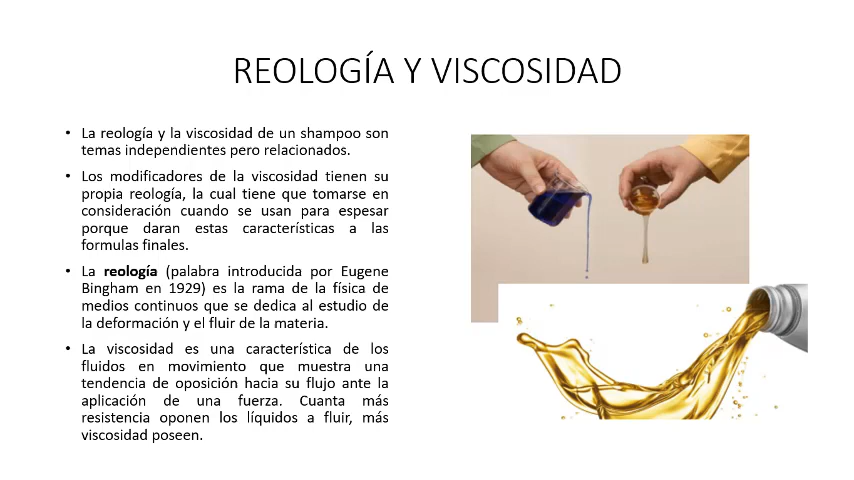 REOLOGÍA Y VISCOSIDAD
• La reología y la viscosidad de un shampoo son
temas independientes pero relacionados.
• Los modificadores de la viscosidad tienen su
propia reología, la cual tiene que tomarse en
consideración cuando se usan para espesar
porque daran estas características a las
formulas finales.
• La reología (palabra introducida por Eugene
Bingham en 1929) es la rama de la física de
medios continuos que se dedica al estudio de
la deformación y el fluir de la materia.
• La viscosidad es una característica de los
fluidos en movimiento que muestra una
tendencia de oposición hacia su flujo ante la
aplicación de una fuerza. Cuanta más
resistencia oponen los líquidos a fluir, más
viscosidad poseen.